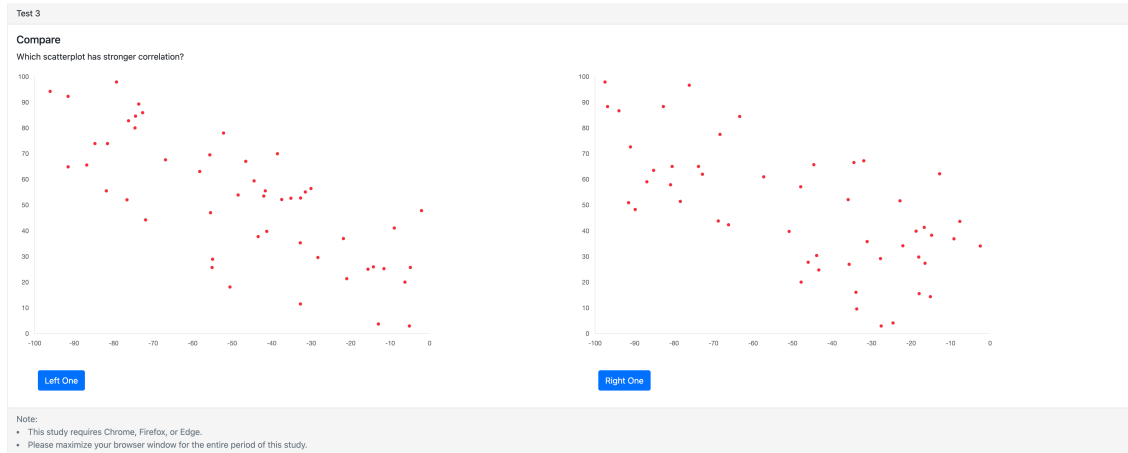 Test 3
Compare
Which scatterplot has stronger correlation?
100
90
80
70
60
50
40
30
20
10
0
-100 -90 -80 -70 -60 -50 -40 -30 -20 -10 0
100
90
80
70
60
50
40
30
20
10
0
-100 -90 -80 -70 -60 -50 -40 -30 -20 -10 0
Left One
Right One
Note:
• This study requires Chrome, Firefox, or Edge.
• Please maximize your browser window for the entire period of this study.